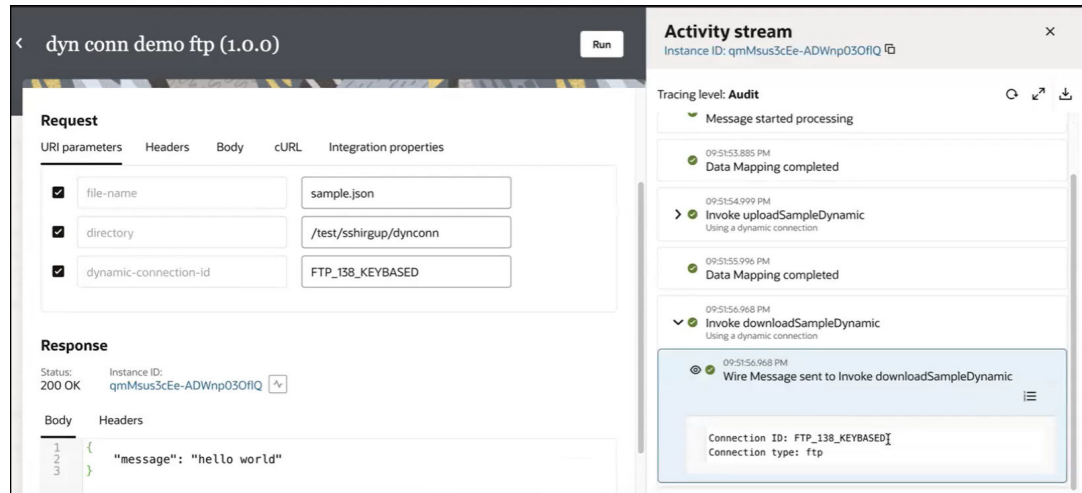 dyn conn demo ftp (1.0.0)
Run
Request
URI parameters Headers Body cURL Integration properties
file-name sample.json
directory /test/sshirgup/dynconn
dynamic-connection-id FTP_138_KEYBASED
Response
Status: Instance ID:
200 OK qmMsus3cEe-ADWnp03OflQ
Body Headers
1 {
2 "message": "hello world"
3 }
Activity stream
Instance ID: qmMsus3cEe-ADWnp03OflQ
Tracing level: Audit
Message started processing
09:51:53.885 PM
Data Mapping completed
09:51:54.999 PM
Invoke uploadSampleDynamic
Using a dynamic connection
09:51:55.996 PM
Data Mapping completed
09:51:56.968 PM
Invoke downloadSampleDynamic
Using a dynamic connection
09:51:56.968 PM
Wire Message sent to Invoke downloadSampleDynamic
Connection ID: FTP_138_KEYBASED
Connection type: ftp